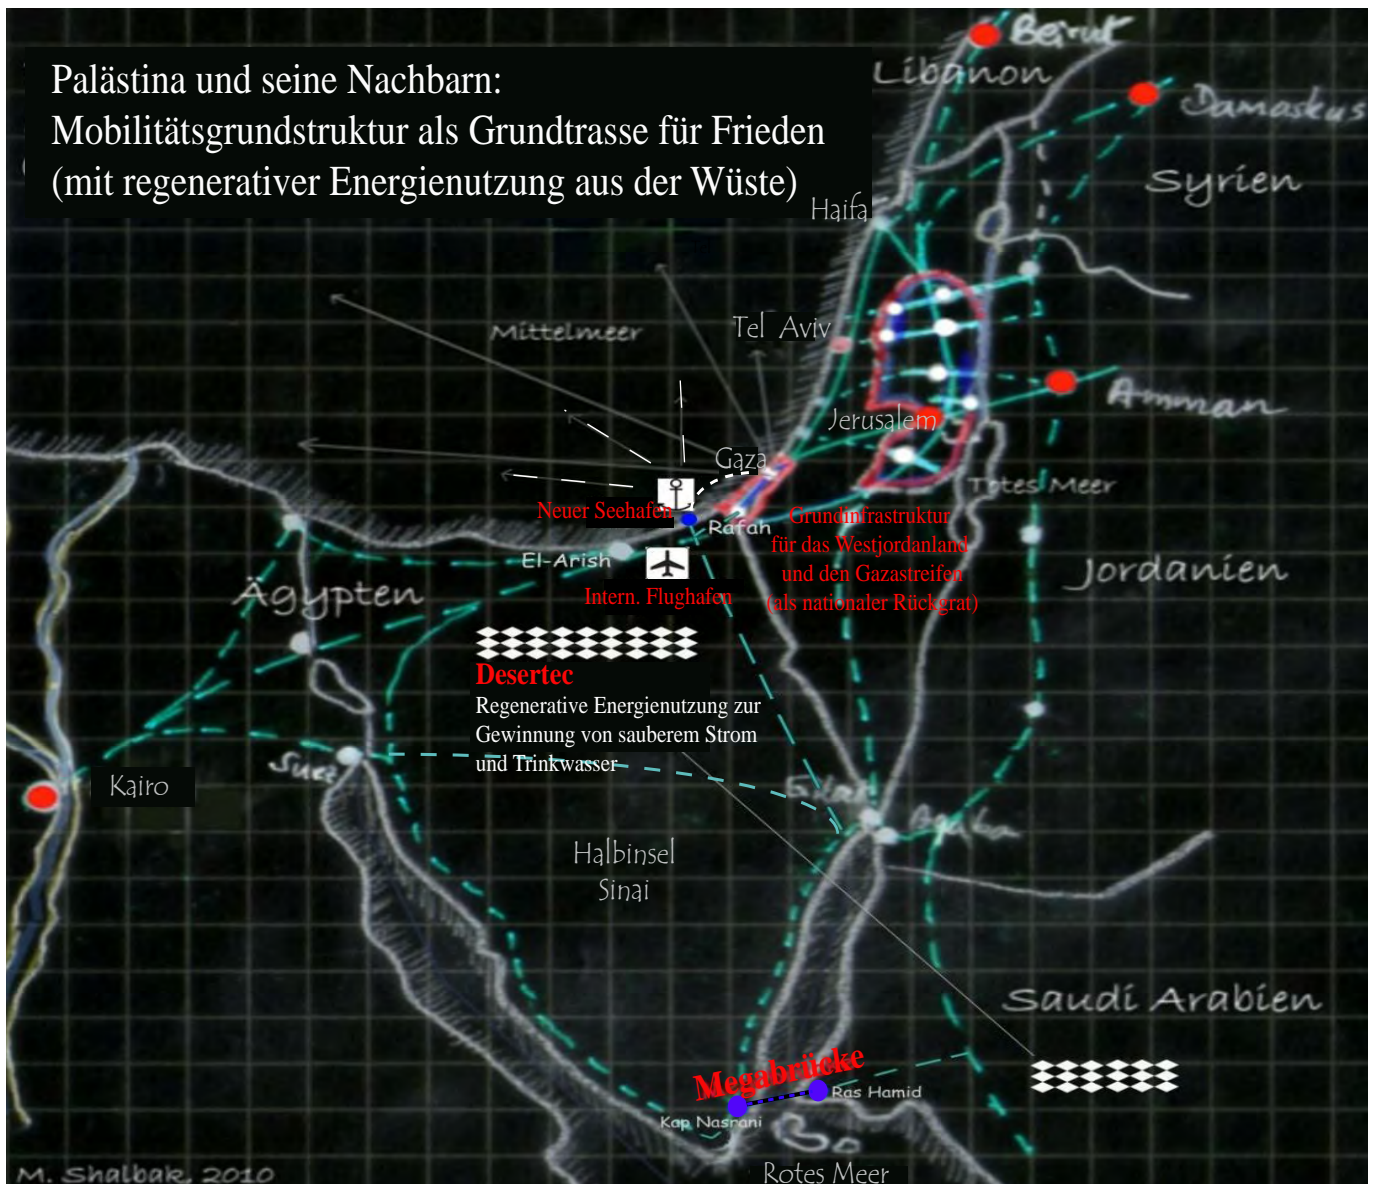 Beirut
Libanon
Palästina und seine Nachbarn:
Mobilitätsgrundstruktur als Grundtrasse für Frieden
(mit regenerativer Energienutzung aus der Wüste)
Damaskus
Syrien
Haifa
Mittelmeer
Tel Aviv
Amman
Jerusalem
Gaza
Totes Meer
Neuer Seehafen
Rafah
Grundinfrastruktur
für das Westjordanland
und den Gazastreifen
(als nationaler Rückgrat)
El-Arish
Jordanien
Ägypten
Intern. Flughafen
Desertec
Regenerative Energienutzung zur
Gewinnung von sauberem Strom
und Trinkwasser
Suez
Kairo
Aqaba
Halbinsel
Sinai
Saudi Arabien
Megabrücke
Ras Hamid
Kap Nasrani
Rotes Meer
M. Shalbak, 2010